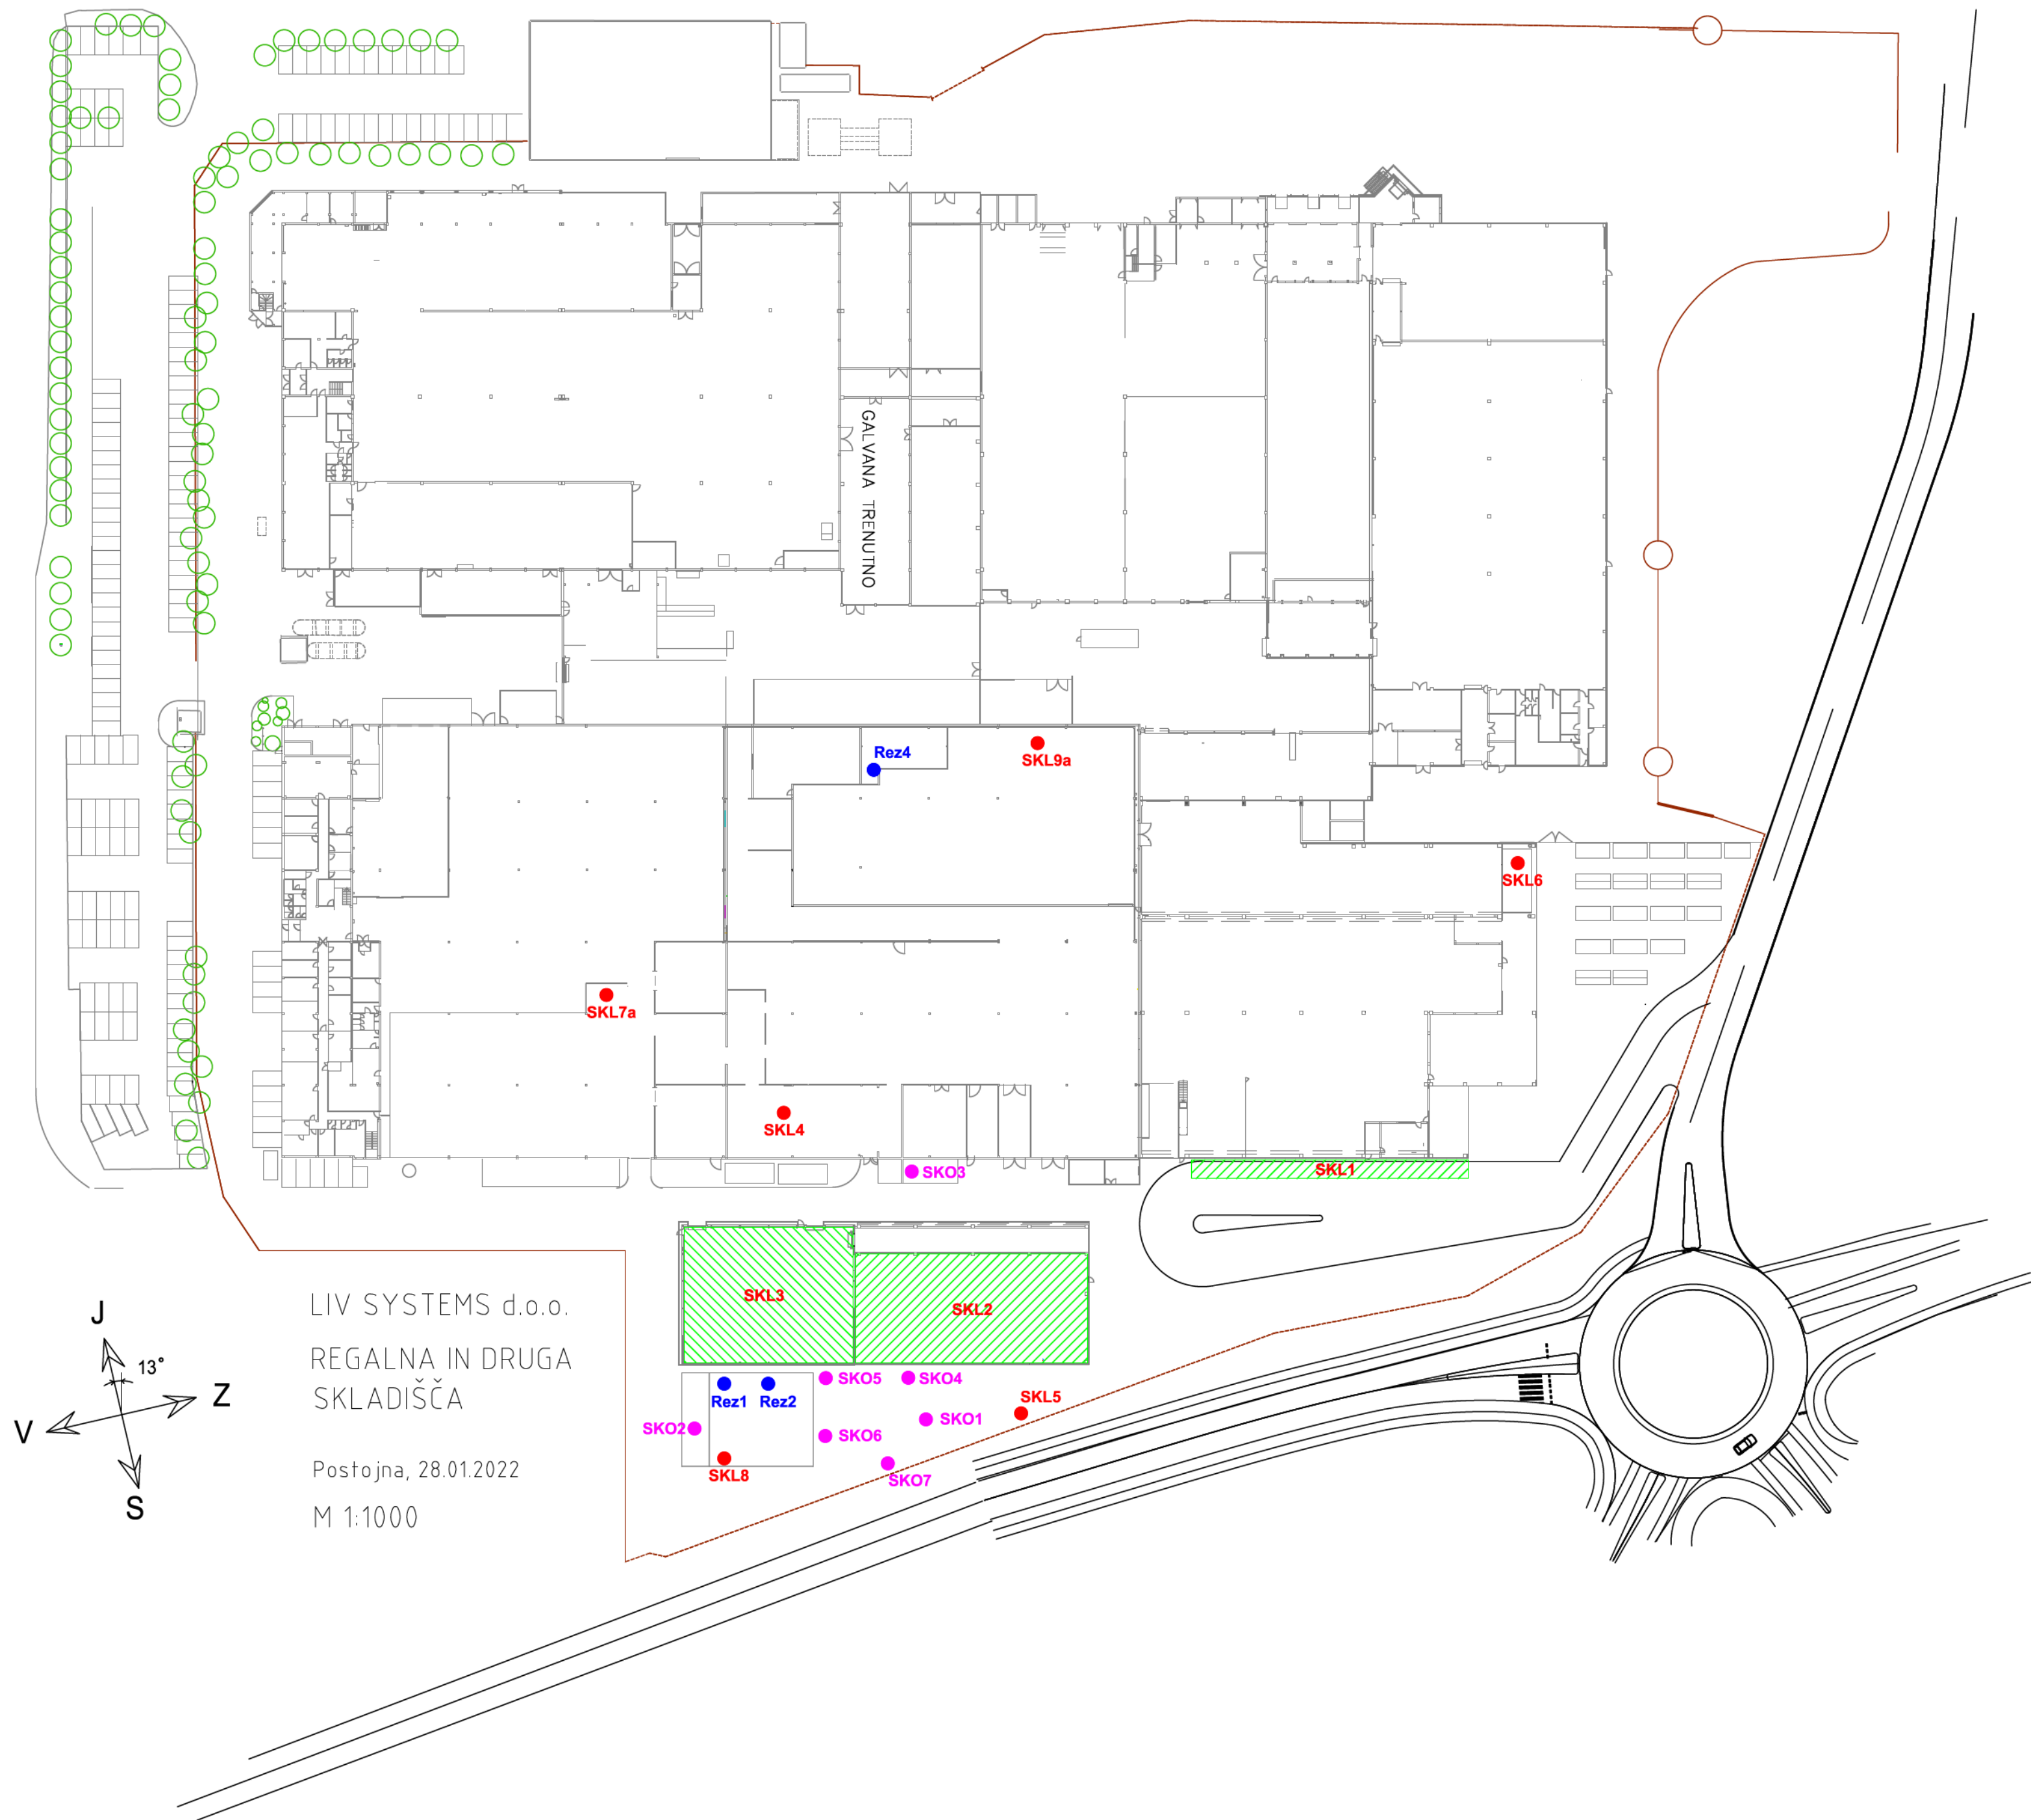 GALVANA TRENUTNO
Rez4
SKL9a
SKL6
SKL7a
SKL4
SKO3
SKL1
SKL3
SKL2
SKO5
SKO4
Rez1
Rez2
SKL5
SKO1
SKO2
SKO6
SKL8
SKO7
J
13°
Z
V
S
LIV SYSTEMS d.o.o.
REGALNA IN DRUGA
SKLADIŠČA
Postojna, 28.01.2022
M 1:1000